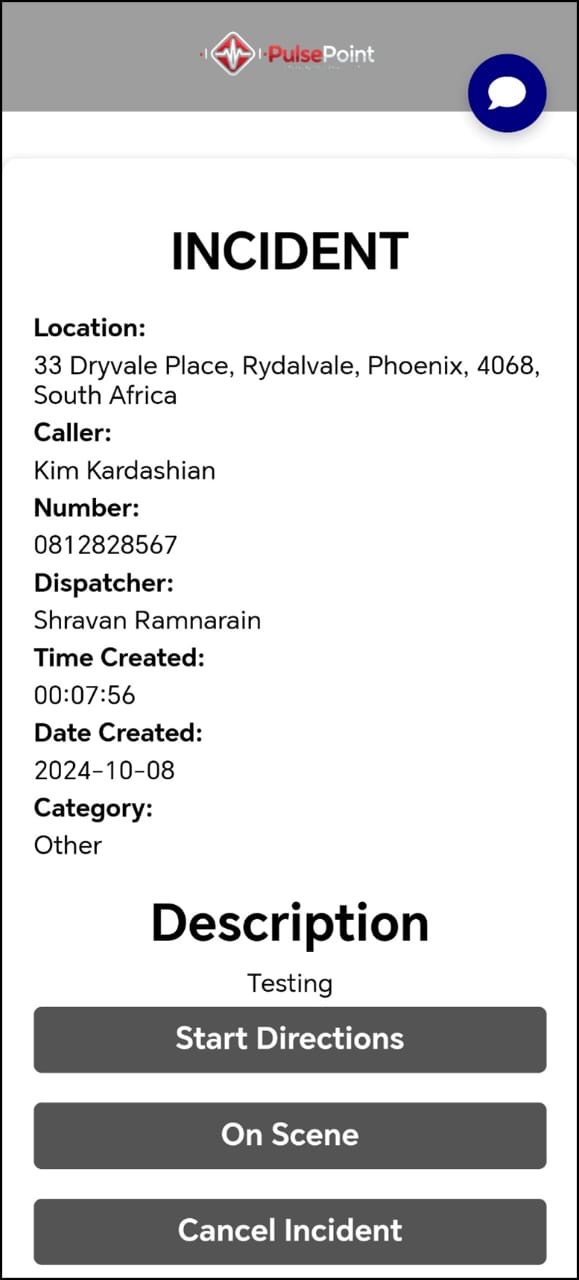 PulsePoint
INCIDENT
Location:
33 Dryvale Place, Rydalvale, Phoenix, 4068,
South Africa
Caller:
Kim Kardashian
Number:
0812828567
Dispatcher:
Shravan Ramnarain
Time Created:
00:07:56
Date Created:
2024-10-08
Category:
Other
Description
Testing
Start Directions
On Scene
Cancel Incident